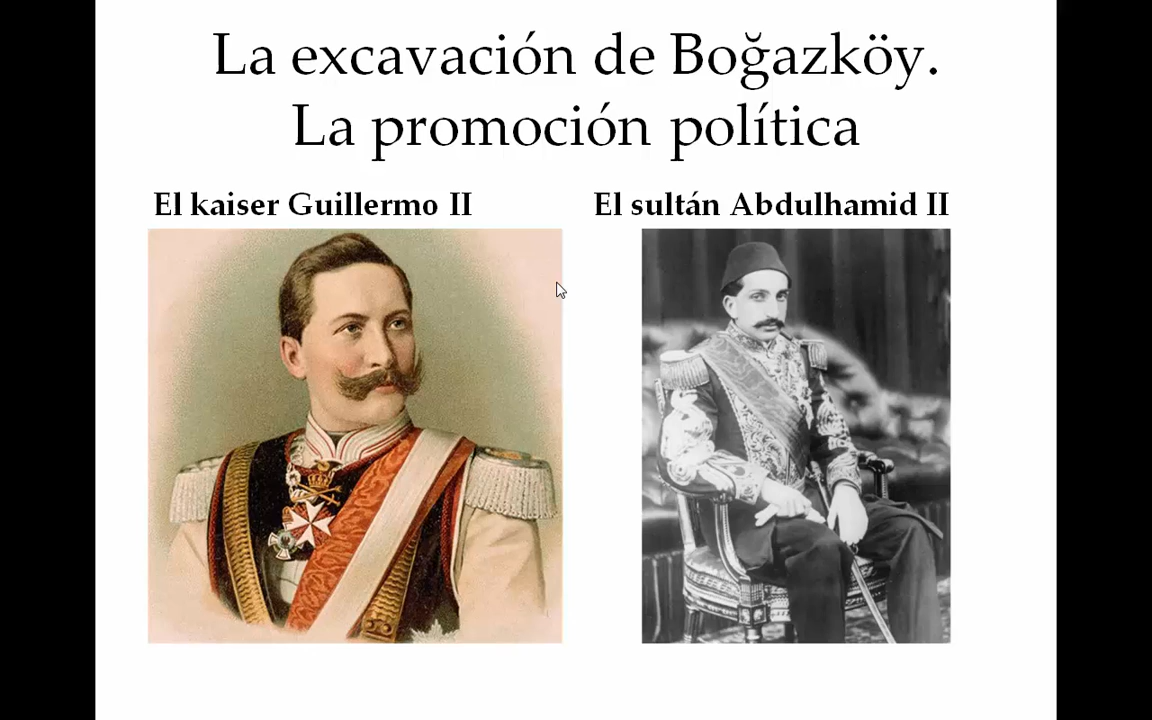 La excavación de Boğazköy.
La promoción política
El kaiser Guillermo II
El sultán Abdulhamid II